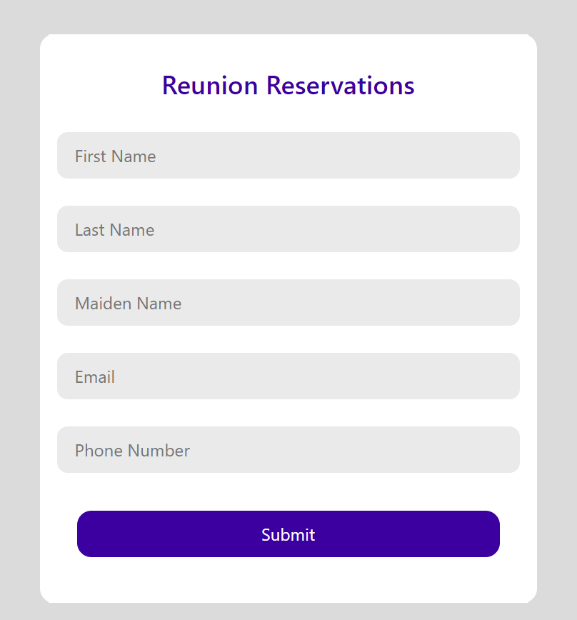 Reunion Reservations
First Name
Last Name
Maiden Name
Email
Phone Number
Submit